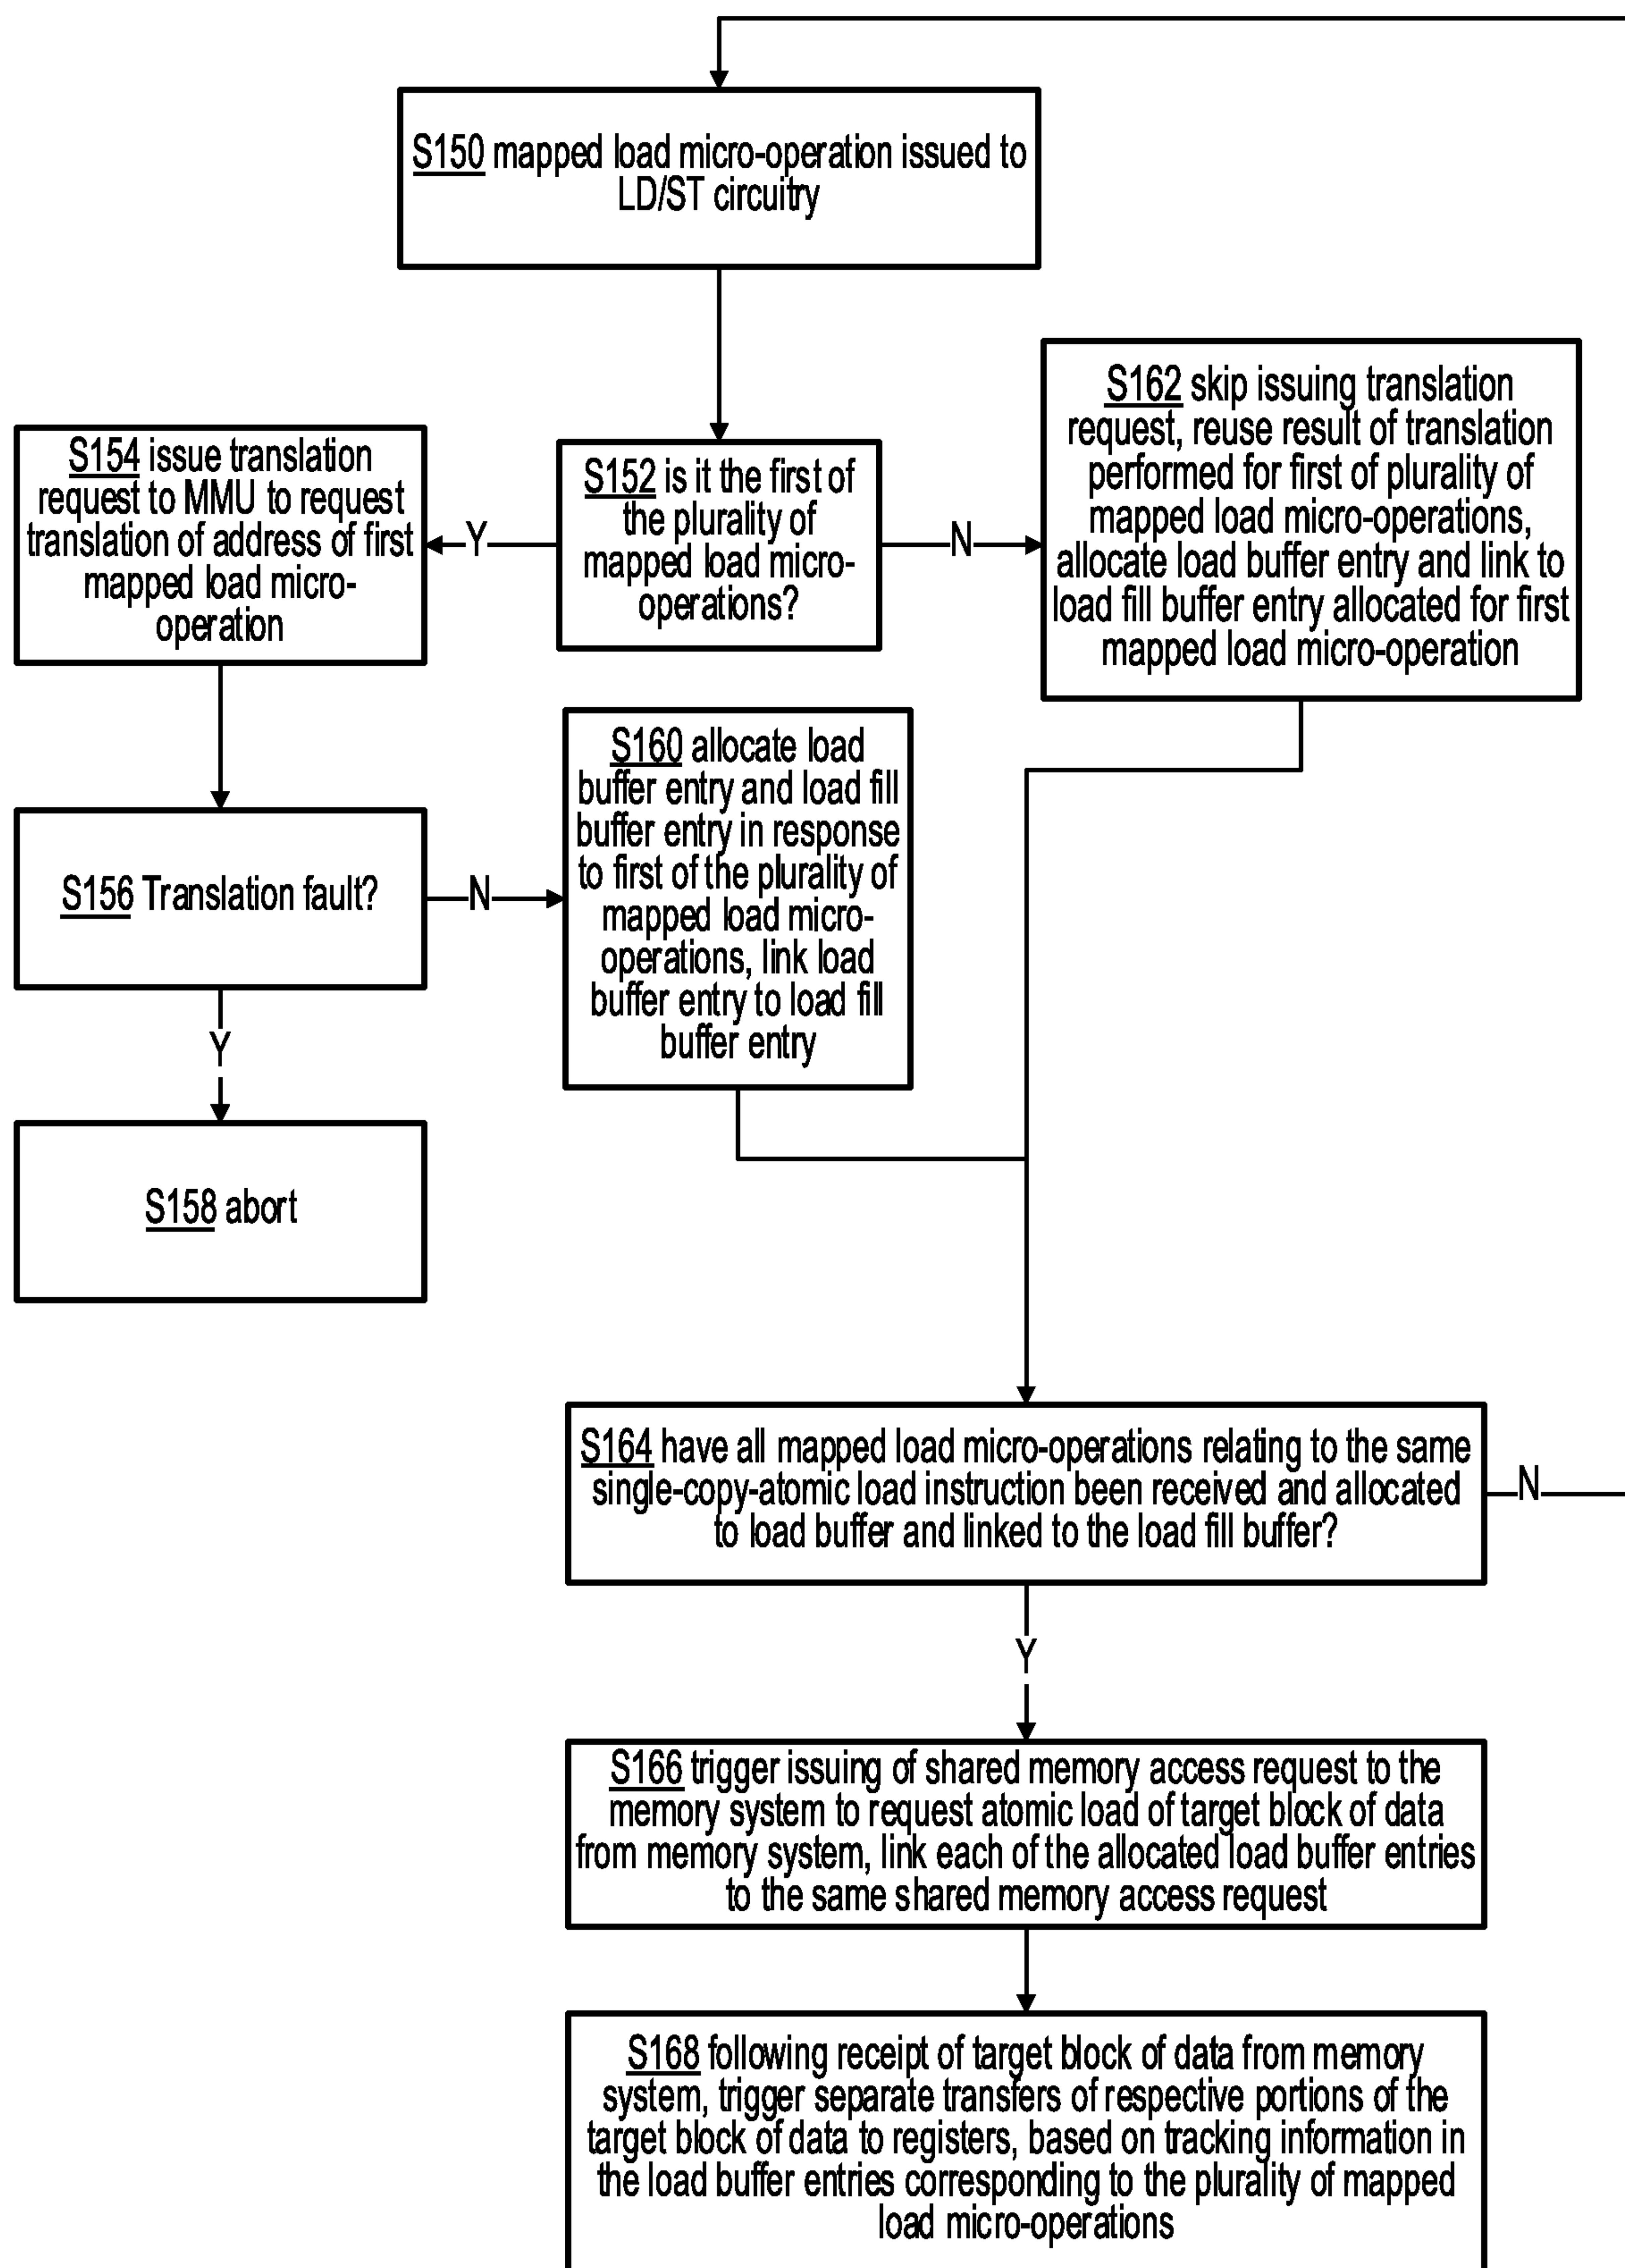 S150 mapped load micro-operation issued to
LD/ST circuitry
S152 is it the first of
the plurality of
mapped load micro-
operations?
Y
N
S154 issue translation
request to MMU to request
translation of address of first
mapped load micro-
operation
S162 skip issuing translation
request, reuse result of translation
performed for first of plurality of
mapped load micro-operations,
allocate load buffer entry and link to
load fill buffer entry allocated for first
mapped load micro-operation
S156 Translation fault?
N
Y
S160 allocate load
buffer entry and load fill
buffer entry in response
to first of the plurality of
mapped load micro-
operations, link load
buffer entry to load fill
buffer entry
S158 abort
S164 have all mapped load micro-operations relating to the same
single-copy-atomic load instruction been received and allocated
to load buffer and linked to the load fill buffer?
N
Y
S166 trigger issuing of shared memory access request to the
memory system to request atomic load of target block of data
from memory system, link each of the allocated load buffer entries
to the same shared memory access request
S168 following receipt of target block of data from memory
system, trigger separate transfers of respective portions of the
target block of data to registers, based on tracking information in
the load buffer entries corresponding to the plurality of mapped
load micro-operations